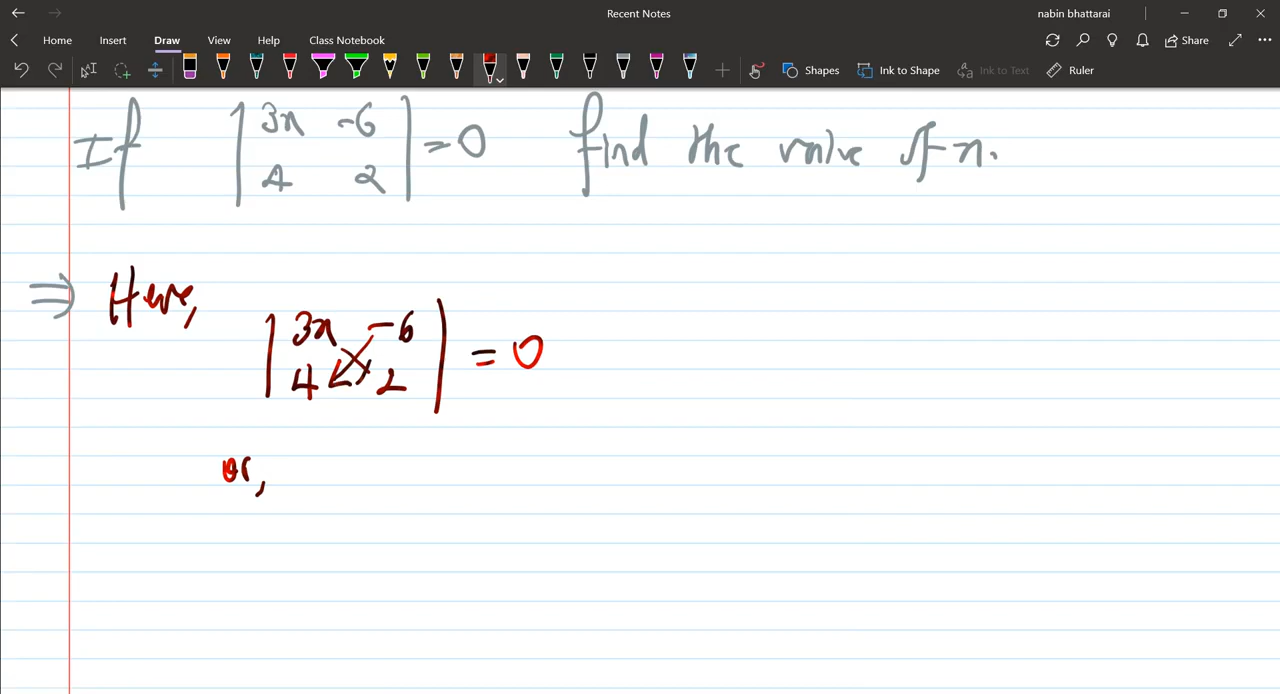 Recent Notes
nabin bhattarai
Home Insert Draw View Help Class Notebook
Share
Shapes Ink to Shape Ink to Text Ruler
If | 3x -6 | = 0 find the value of x.
| 4 2 |
⇒ Here,
| 3x -6 | = 0
| 4 2 |
or,